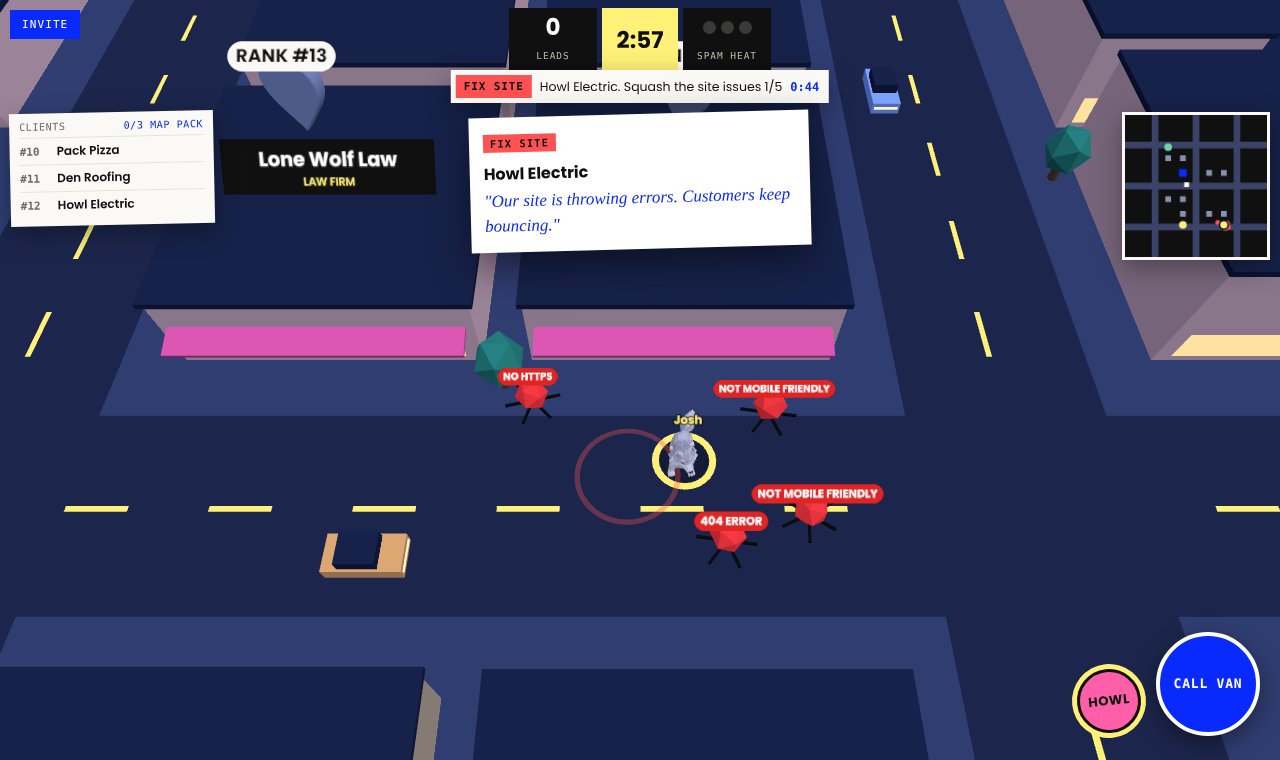 INVITE
RANK #13
0
LEADS
2:57
SPAM HEAT
FIX SITE
Howl Electric. Squash the site issues 1/5
0:44
CLIENTS
0/3 MAP PACK
#10 Pack Pizza
#11 Den Roofing
#12 Howl Electric
Lone Wolf Law
LAW FIRM
FIX SITE
Howl Electric
"Our site is throwing errors. Customers keep
bouncing."
NO HTTPS
NOT MOBILE FRIENDLY
Josh
NOT MOBILE FRIENDLY
404 ERROR
HOWL
CALL VAN